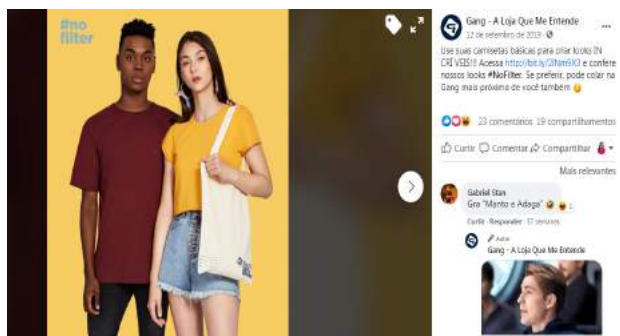 #no
filter
Gang - A Loja Que Me Entende
12 de setembro de 2019 ·
Use suas camisetas básicas para criar looks IN
CRÍ VEIS!!! Acessa http://bit.ly/2lNm9X3 e confere
nossos looks #NoFilter. Se preferir, pode colar na
Gang mais próxima de você também
23 comentários 19 compartilhamentos
Curtir Comentar Compartilhar
Mais relevantes
Gabriel Stan
Gra "Manto e Adaga"
Curtir · Responder · 57 semanas
Autor
Gang - A Loja Que Me Entende